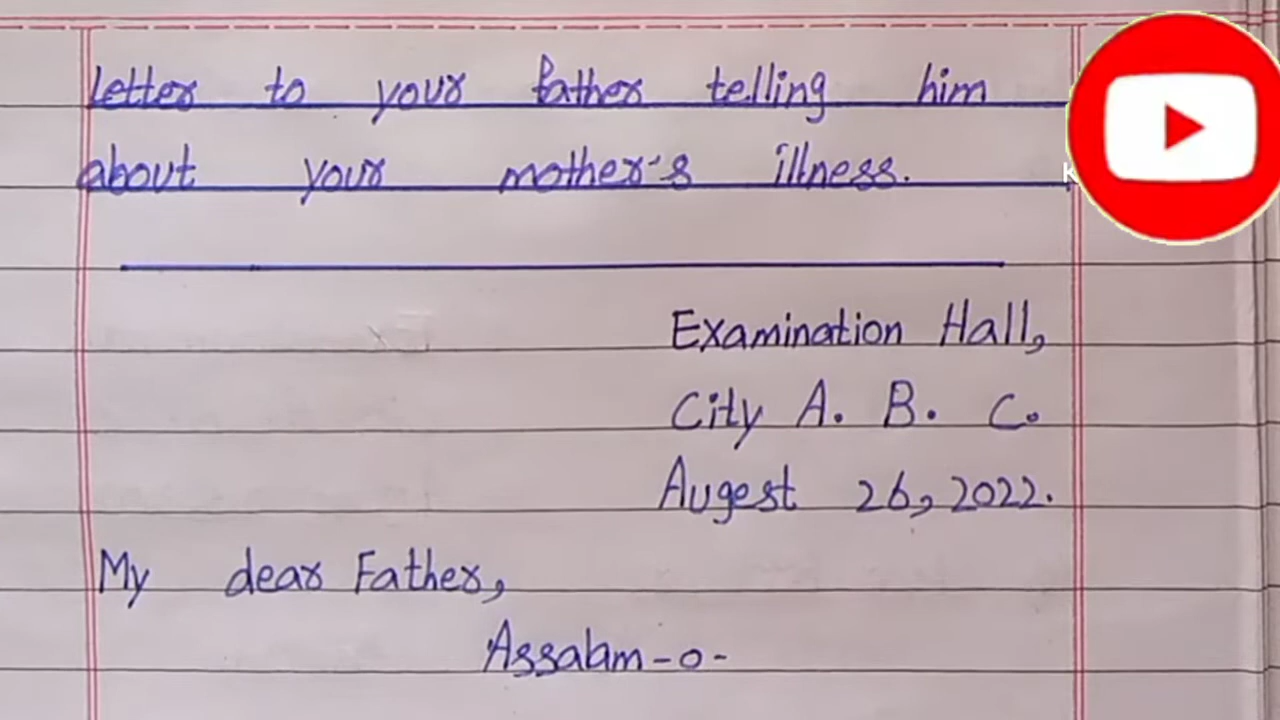 Letter to your father telling him
about your mother's illness.
Examination Hall,
City A. B. C.
Augest 26, 2022.
My dear Father,
Assalam-o-